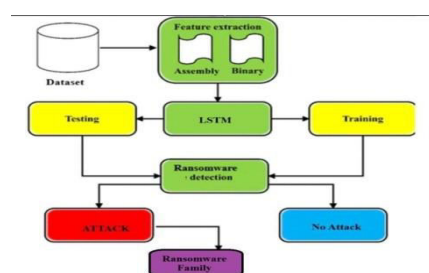 Feature extraction
Assembly Binary
Dataset
Testing
LSTM
Training
Ransomware
detection
ATTACK
No Attack
Ransomware
Family